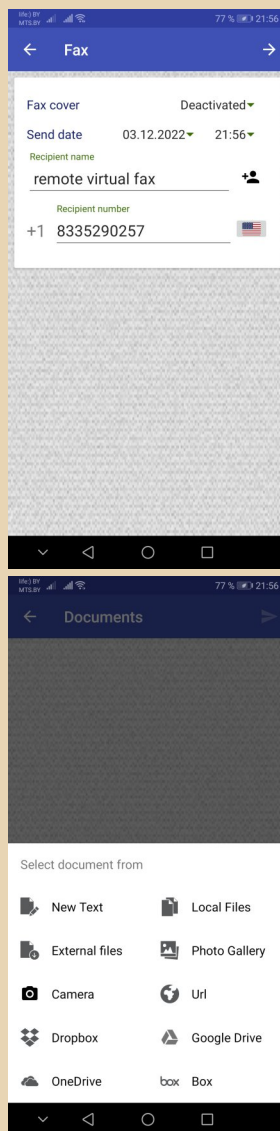 life:) BY
MTS.BY
77 % 21:56
Fax
Fax cover Deactivated
Send date 03.12.2022 21:56
Recipient name
remote virtual fax
Recipient number
+1 8335290257
life:) BY
MTS.BY
77 % 21:56
Documents
Select document from
New Text Local Files
External files Photo Gallery
Camera Url
Dropbox Google Drive
OneDrive box Box